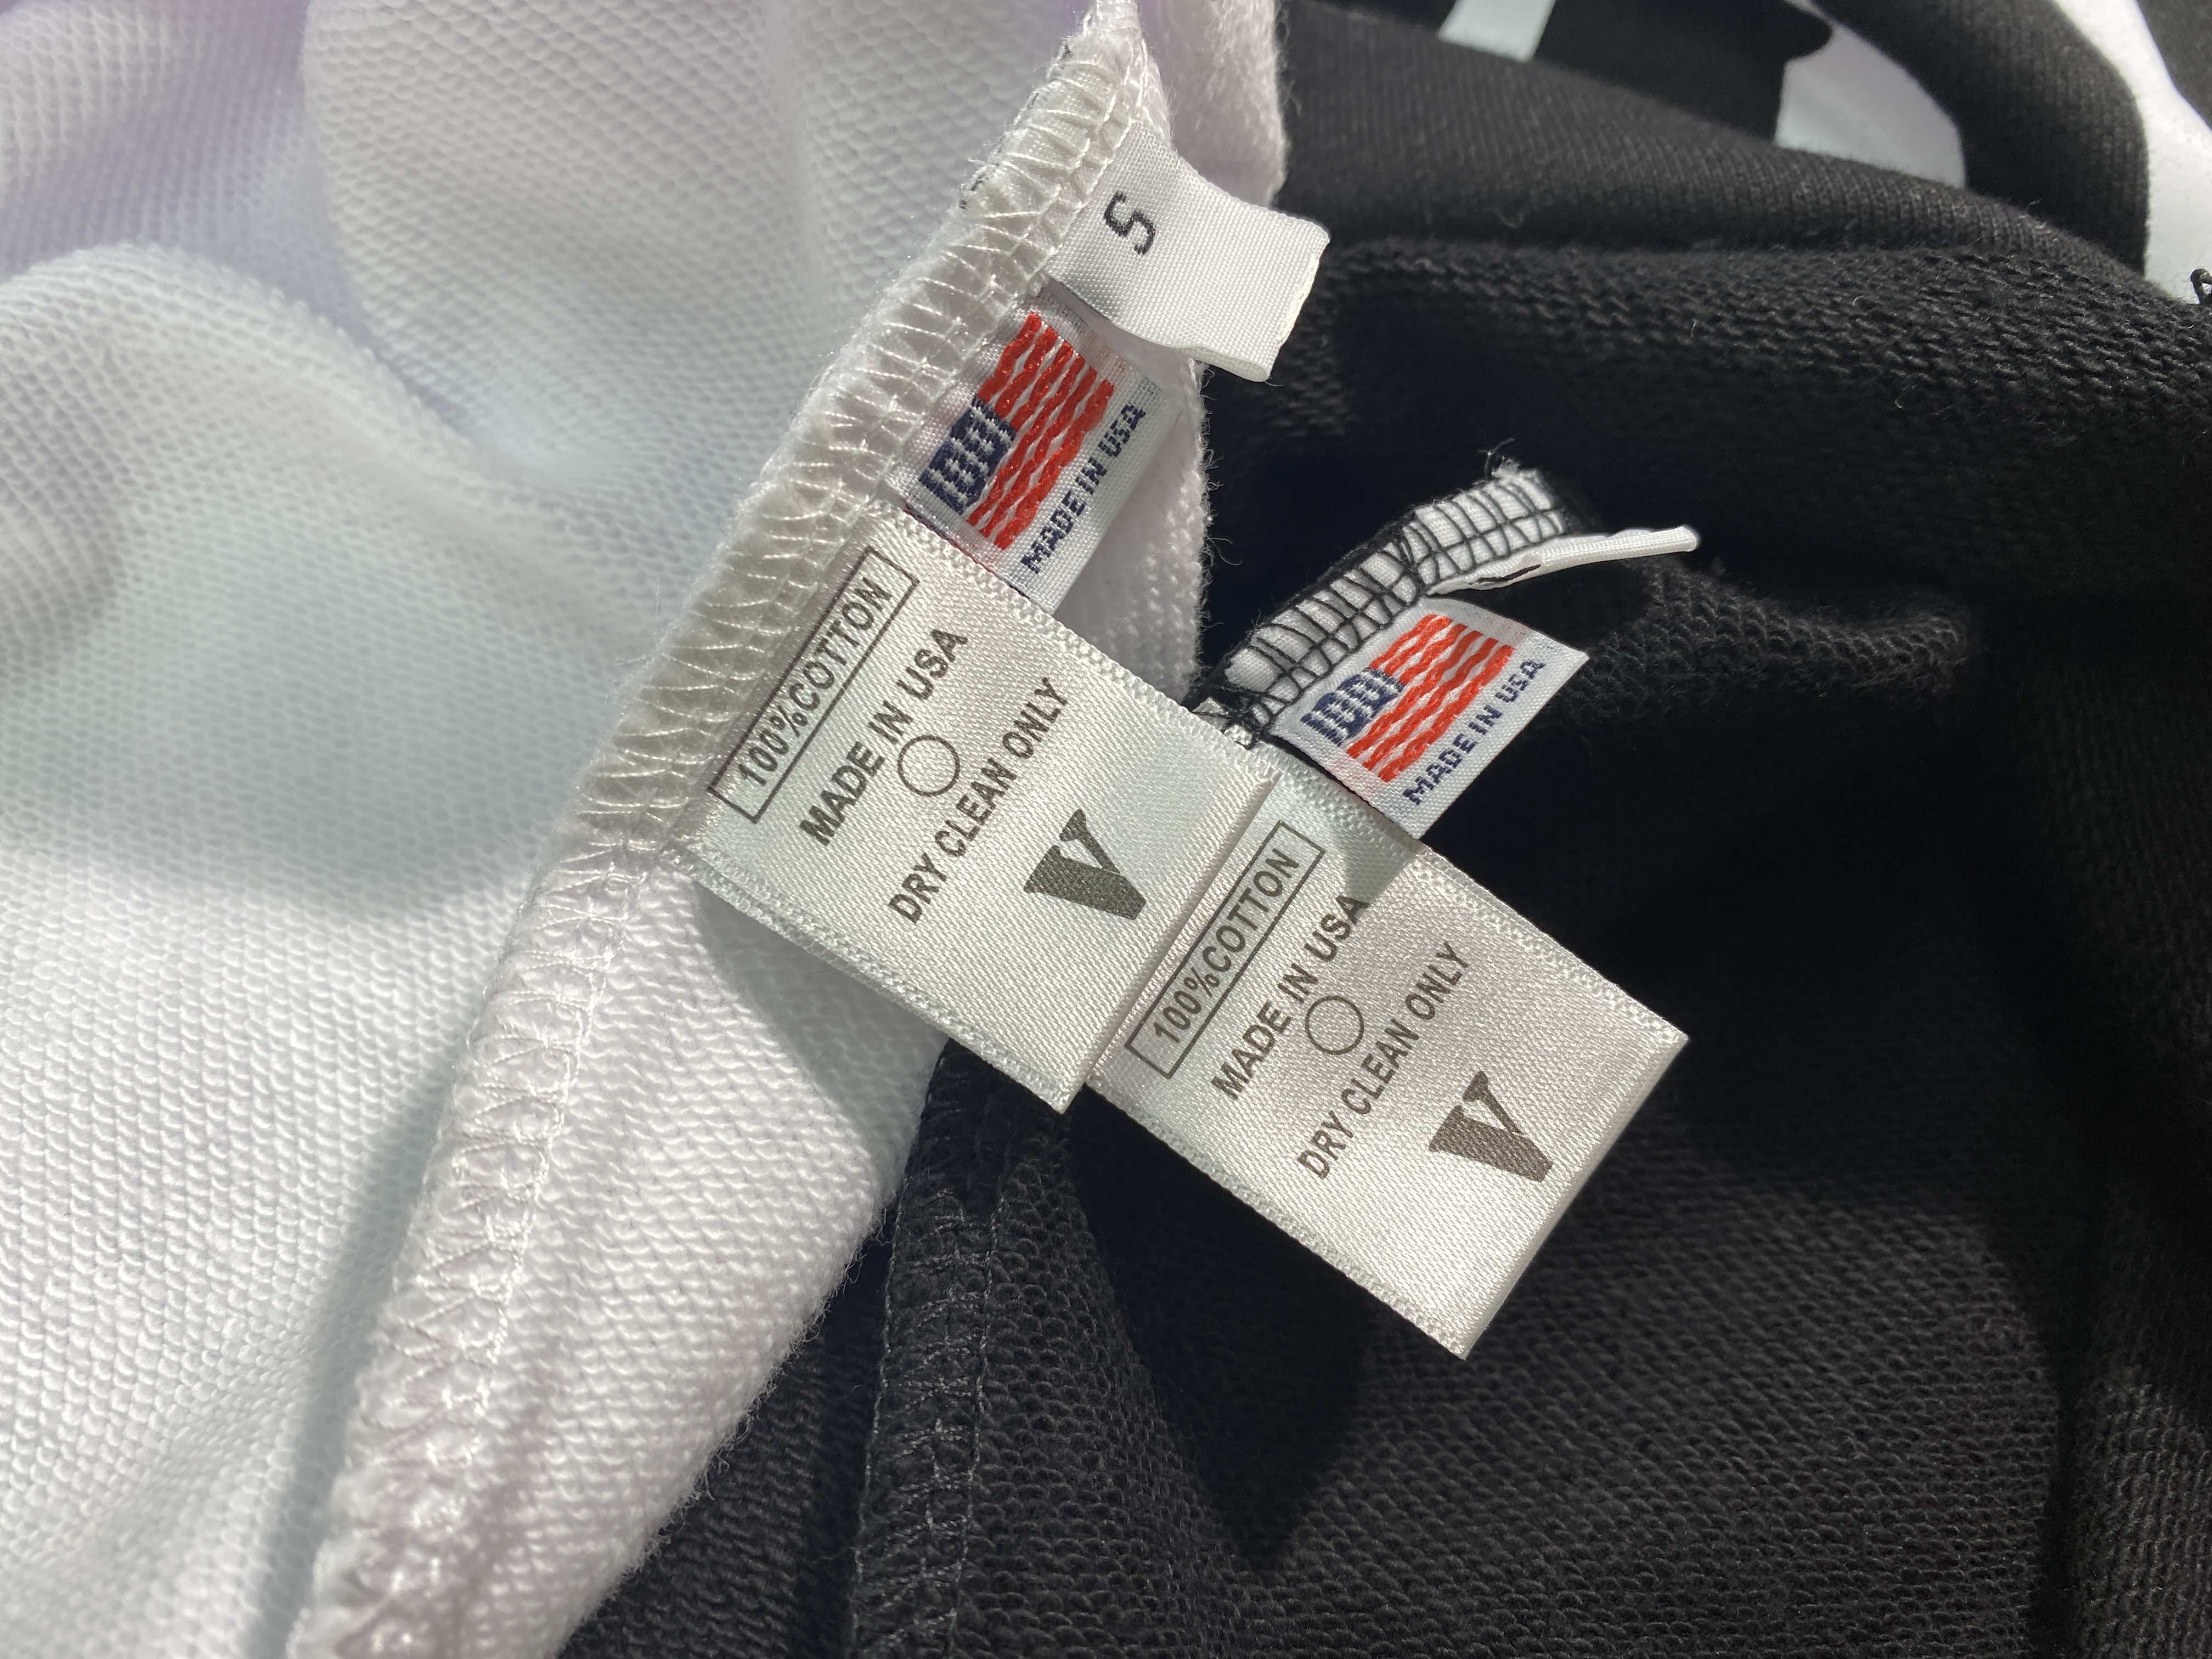 S
MADE IN USA
100%COTTON
MADE IN USA
DRY CLEAN ONLY
V
MADE IN USA
100%COTTON
MADE IN USA
DRY CLEAN ONLY
V